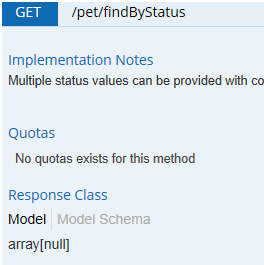 GET /pet/findByStatus
Implementation Notes
Multiple status values can be provided with co
Quotas
No quotas exists for this method
Response Class
Model Model Schema
array[null]